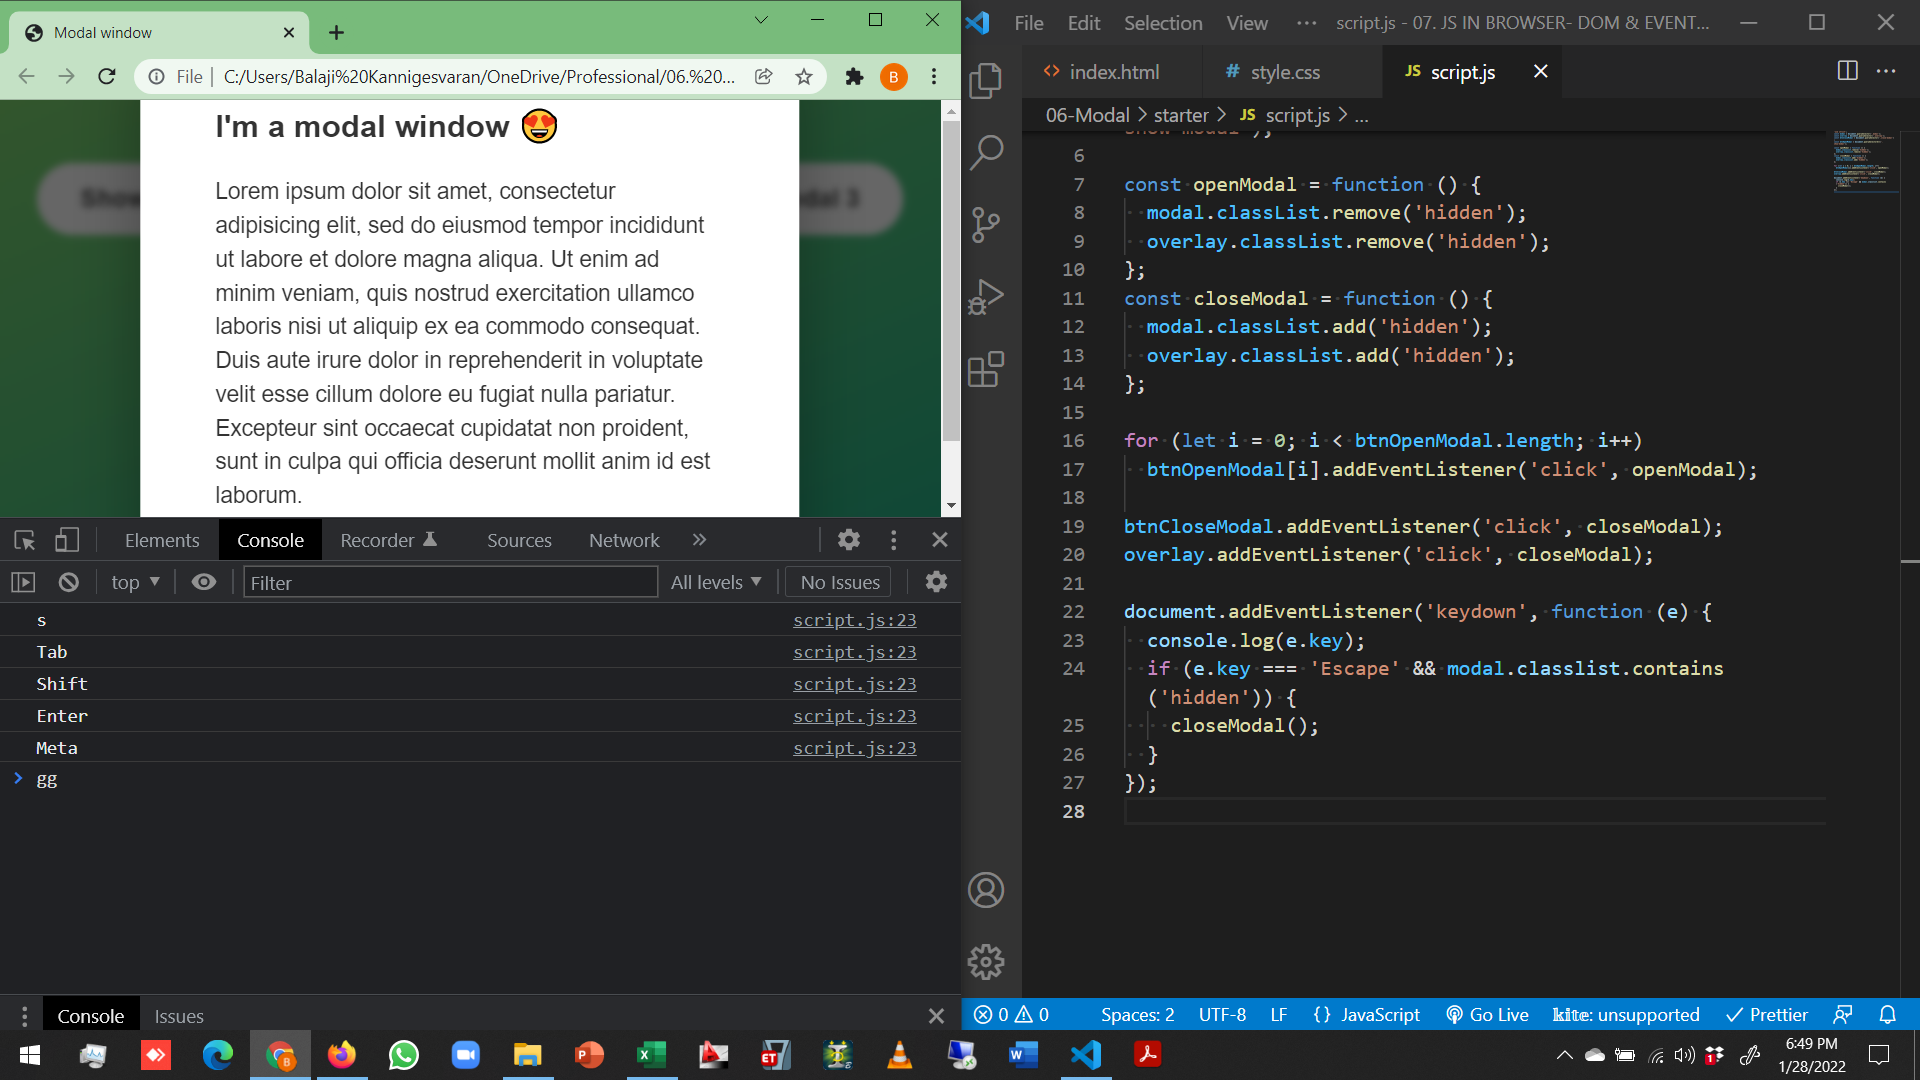 Modal window
File
C:/Users/Balaji%20Kannigesvaran/OneDrive/Professional/06.%20...
B
I'm a modal window 😍
Lorem ipsum dolor sit amet, consectetur
adipisicing elit, sed do eiusmod tempor incididunt
ut labore et dolore magna aliqua. Ut enim ad
minim veniam, quis nostrud exercitation ullamco
laboris nisi ut aliquip ex ea commodo consequat.
Duis aute irure dolor in reprehenderit in voluptate
velit esse cillum dolore eu fugiat nulla pariatur.
Excepteur sint occaecat cupidatat non proident,
sunt in culpa qui officia deserunt mollit anim id est
laborum.
Show
dal 3
Elements Console Recorder Sources Network
top Filter All levels No Issues
s script.js:23
Tab script.js:23
Shift script.js:23
Enter script.js:23
Meta script.js:23
gg
Console Issues
File Edit Selection View ··· script.js - 07. JS IN BROWSER- DOM & EVENT...
index.html # style.css JS script.js
06-Modal > starter > JS script.js > ...
6
7 const openModal = function () {
8 modal.classList.remove('hidden');
9 overlay.classList.remove('hidden');
10 };
11 const closeModal = function () {
12 modal.classList.add('hidden');
13 overlay.classList.add('hidden');
14 };
15
16 for (let i = 0; i < btnOpenModal.length; i++)
17 btnOpenModal[i].addEventListener('click', openModal);
18
19 btnCloseModal.addEventListener('click', closeModal);
20 overlay.addEventListener('click', closeModal);
21
22 document.addEventListener('keydown', function (e) {
23 console.log(e.key);
24 if (e.key === 'Escape' && modal.classlist.contains
('hidden')) {
25 closeModal();
26 }
27 });
28
0 0 Spaces: 2 UTF-8 LF {} JavaScript Go Live kite: unsupported Prettier
6:49 PM
1/28/2022